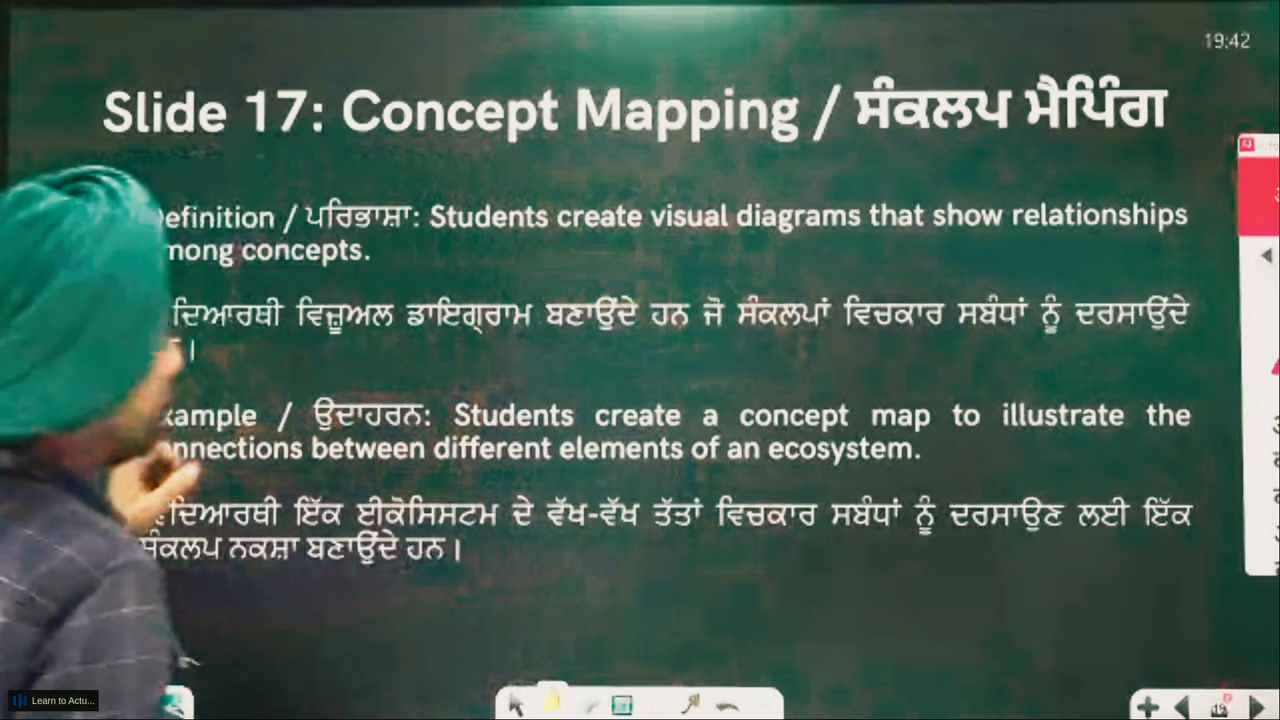 19:42
Slide 17: Concept Mapping / ਸੰਕਲਪ ਮੈਪਿੰਗ
efinition / ਪਰਿਭਾਸ਼ਾ: Students create visual diagrams that show relationships
mong concepts.
ਦਿਆਰਥੀ ਵਿਜ਼ੂਅਲ ਡਾਇਗ੍ਰਾਮ ਬਣਾਉਂਦੇ ਹਨ ਜੋ ਸੰਕਲਪਾਂ ਵਿਚਕਾਰ ਸਬੰਧਾਂ ਨੂੰ ਦਰਸਾਉਂਦੇ
।
xample / ਉਦਾਹਰਨ: Students create a concept map to illustrate the
nnections between different elements of an ecosystem.
ਦਿਆਰਥੀ ਇੱਕ ਈਕੋਸਿਸਟਮ ਦੇ ਵੱਖ-ਵੱਖ ਤੱਤਾਂ ਵਿਚਕਾਰ ਸਬੰਧਾਂ ਨੂੰ ਦਰਸਾਉਣ ਲਈ ਇੱਕ
ਸੰਕਲਪ ਨਕਸ਼ਾ ਬਣਾਉਂਦੇ ਹਨ।
Learn to Actu...